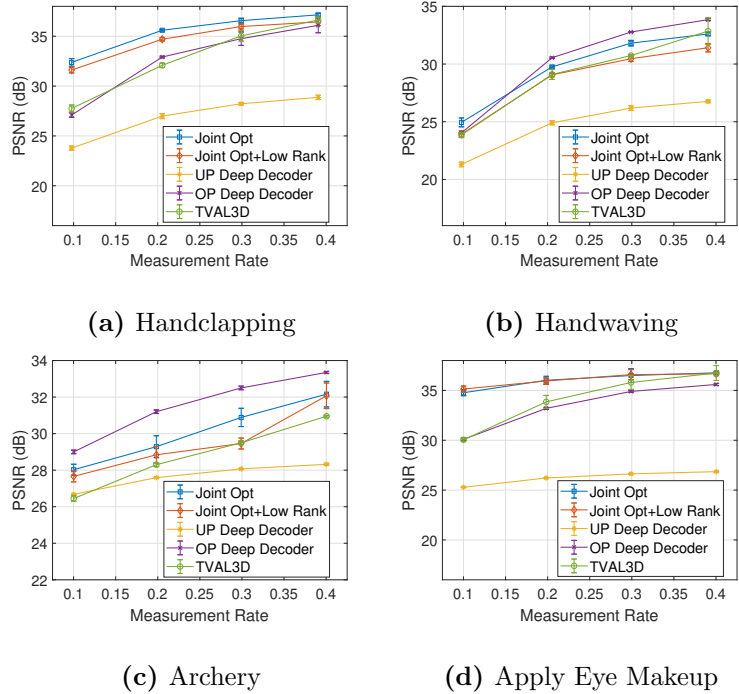 35
30
25
20
PSNR (dB)
Joint Opt
Joint Opt+Low Rank
UP Deep Decoder
OP Deep Decoder
TVAL3D
0.1 0.15 0.2 0.25 0.3 0.35 0.4
Measurement Rate
(a) Handclapping
35
30
25
20
PSNR (dB)
Joint Opt
Joint Opt+Low Rank
UP Deep Decoder
OP Deep Decoder
TVAL3D
0.1 0.15 0.2 0.25 0.3 0.35 0.4
Measurement Rate
(b) Handwaving
34
32
30
28
26
24
22
PSNR (dB)
Joint Opt
Joint Opt+Low Rank
UP Deep Decoder
OP Deep Decoder
TVAL3D
0.1 0.15 0.2 0.25 0.3 0.35 0.4
Measurement Rate
(c) Archery
35
30
25
20
PSNR (dB)
Joint Opt
Joint Opt+Low Rank
UP Deep Decoder
OP Deep Decoder
TVAL3D
0.1 0.15 0.2 0.25 0.3 0.35 0.4
Measurement Rate
(d) Apply Eye Makeup